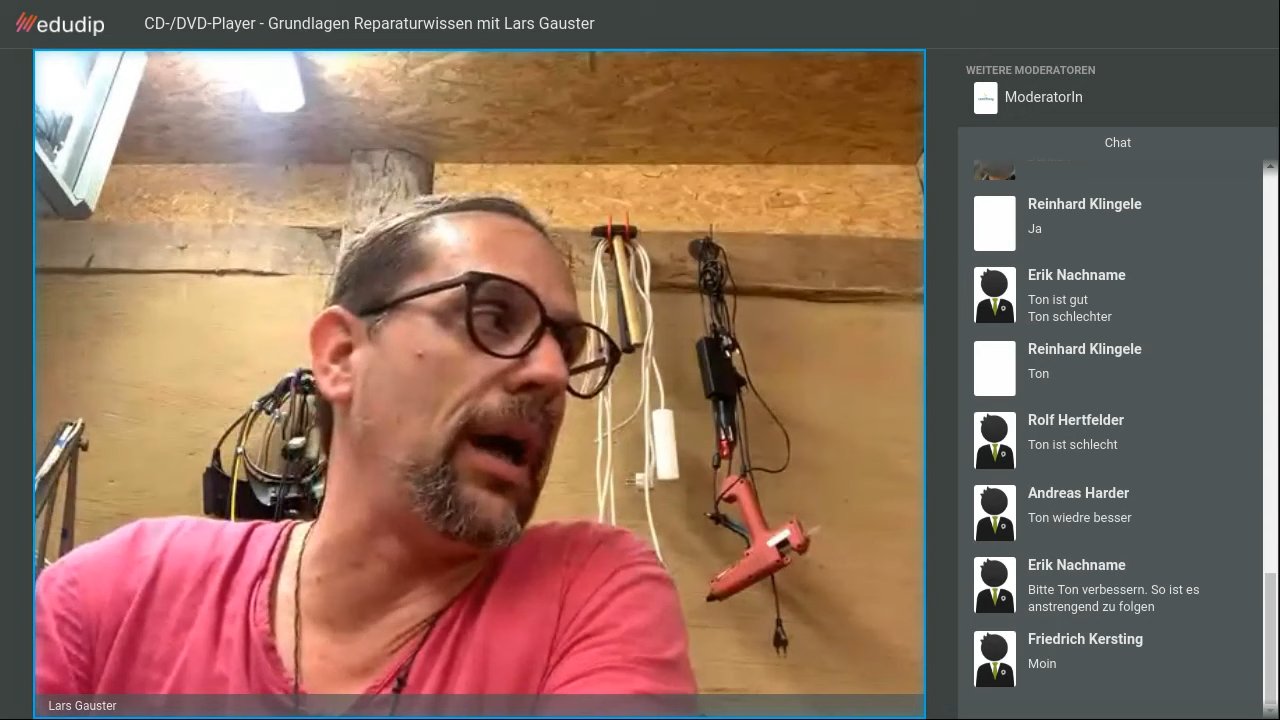 edudip
CD-/DVD-Player - Grundlagen Reparaturwissen mit Lars Gauster
WEITERE MODERATOREN
ModeratorIn
Chat
Reinhard Klingele
Ja
Erik Nachname
Ton ist gut
Ton schlechter
Reinhard Klingele
Ton
Rolf Hertfelder
Ton ist schlecht
Andreas Harder
Ton wiedre besser
Erik Nachname
Bitte Ton verbessern. So ist es
anstrengend zu folgen
Friedrich Kersting
Moin
Lars Gauster